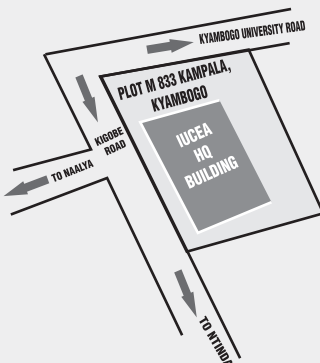 KYAMBOGO UNIVERSITY ROAD
PLOT M 833 KAMPALA,
KYAMBOGO
KIGOBE
ROAD
IUCEA
HQ
BUILDING
TO NAALYA
TO NTINDA